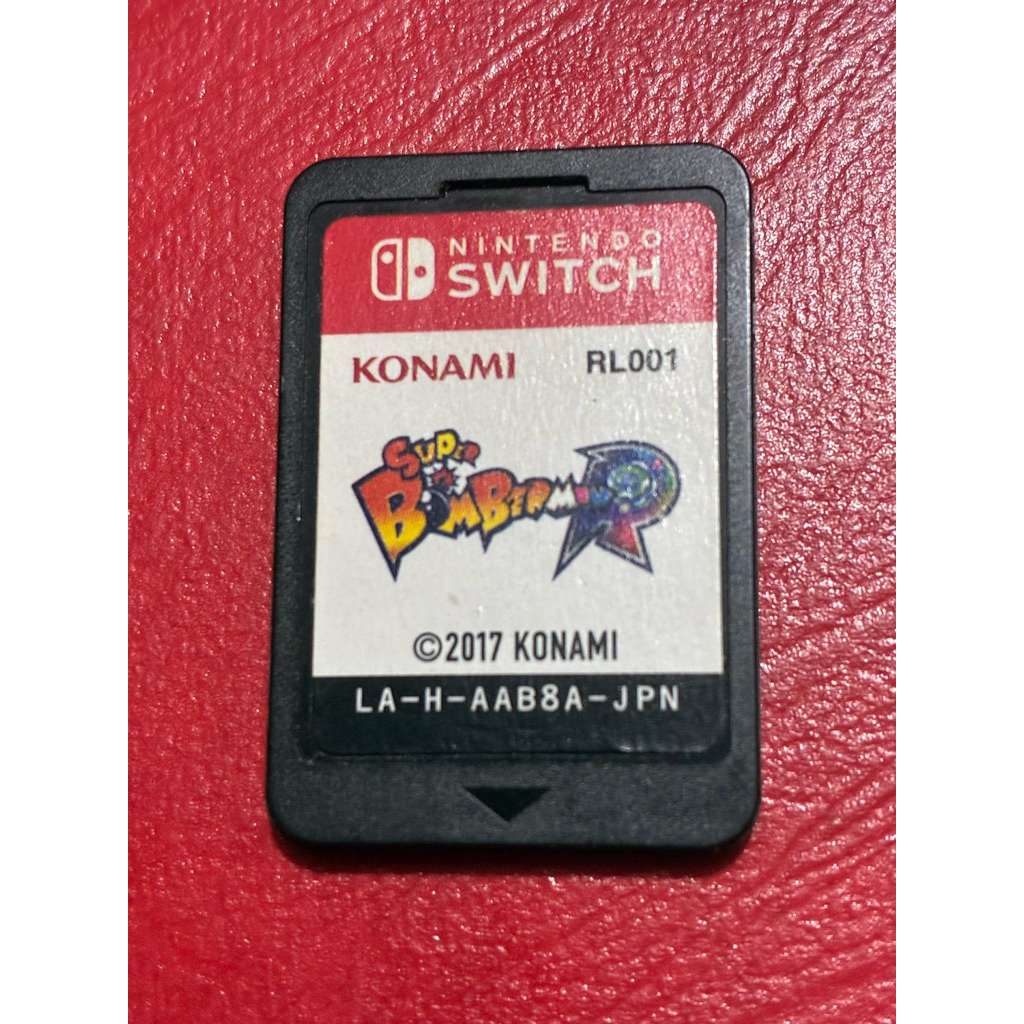 NINTENDO
SWITCH
KONAMI RL001
SUPER
BOMBERMAN R
©2017 KONAMI
LA-H-AAB8A-JPN